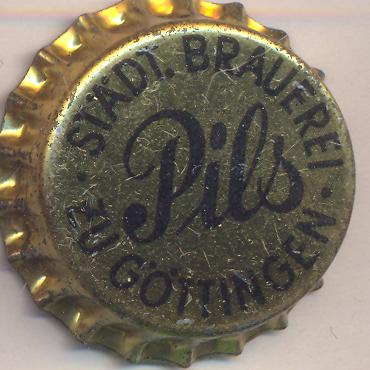 STÄDT. BRAUEREI
Pils
ZU GÖTTINGEN